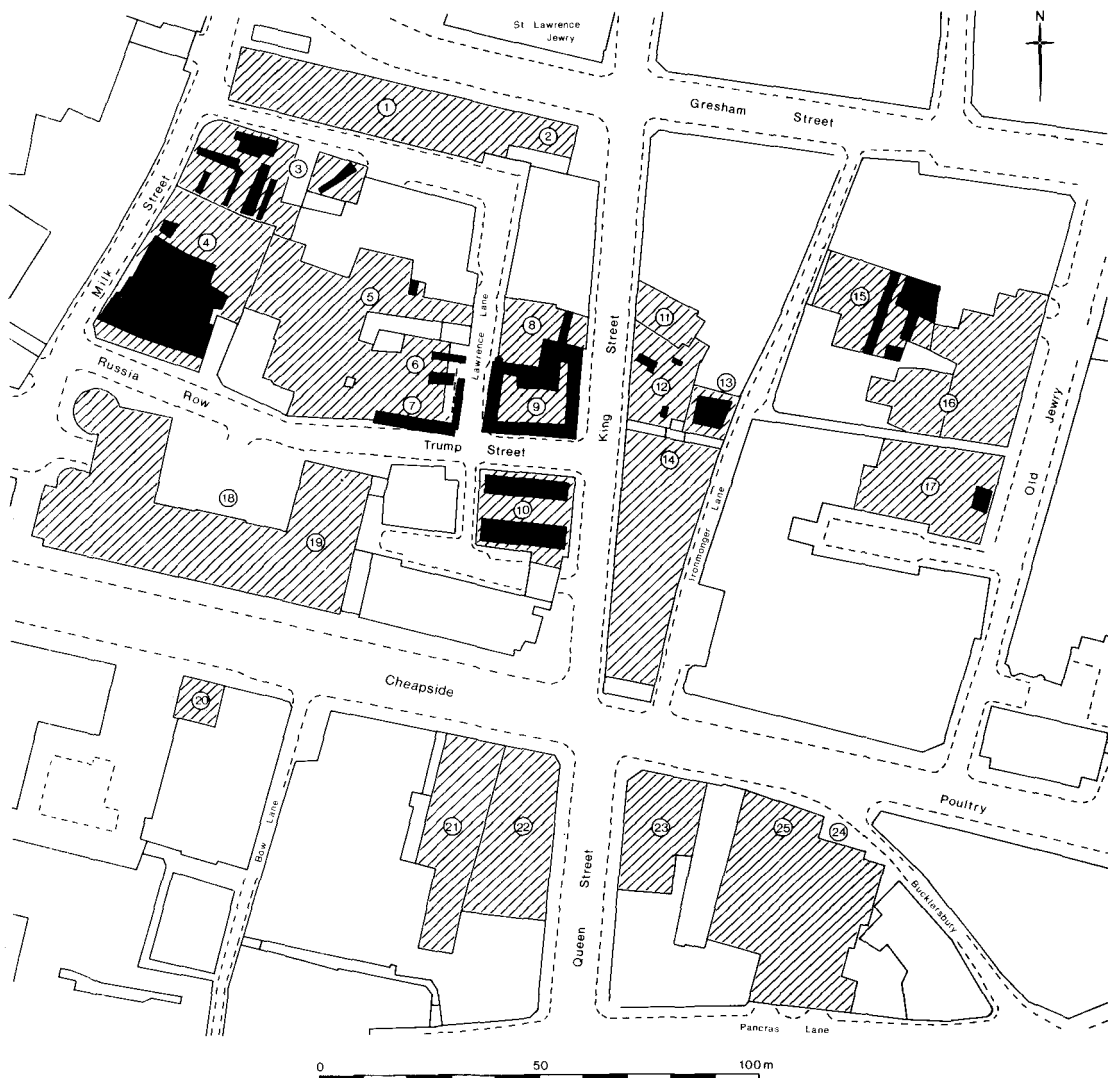 St Lawrence
Jewry
N
Gresham Street
1
2
3
Milk Street
4
5
Lawrence Lane
6
7
8
9
King Street
11
12
13
14
Ironmonger Lane
15
16
17
Old Jewry
Russia Row
Trump Street
10
18
19
Cheapside
20
Bow Lane
21
22
Queen Street
23
25
24
Poultry
Bucklersbury
Pancras Lane
0 50 100m